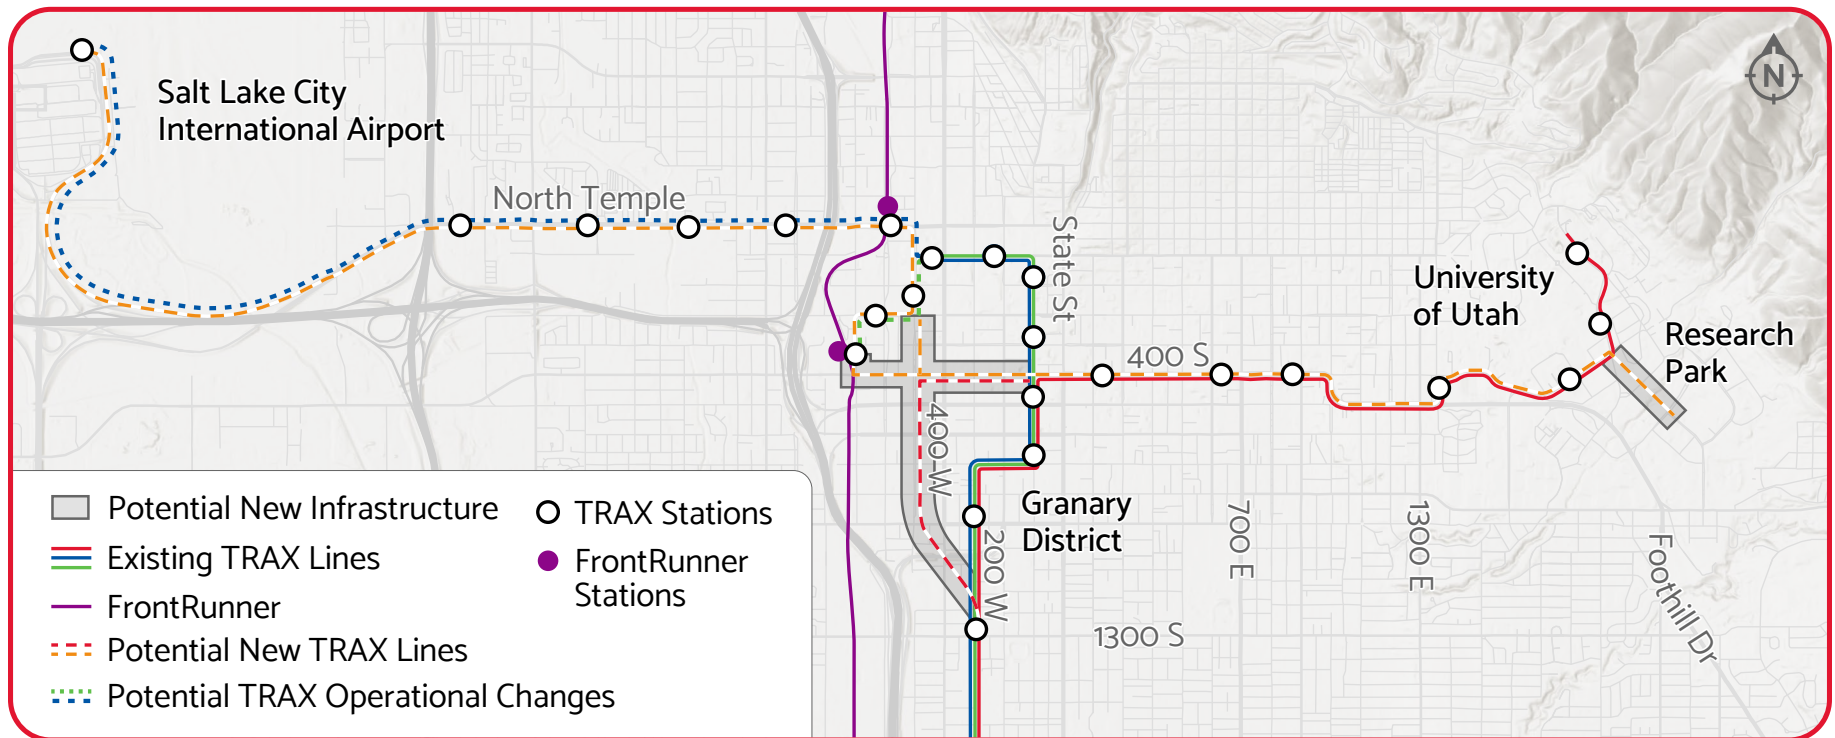 Salt Lake City
International Airport
N
North Temple
State St
University
of Utah
Research
Park
400 S
400 W
Granary
District
200 W
700 E
1300 E
Foothill Dr
1300 S
Potential New Infrastructure
Existing TRAX Lines
FrontRunner
Potential New TRAX Lines
Potential TRAX Operational Changes
TRAX Stations
FrontRunner
Stations